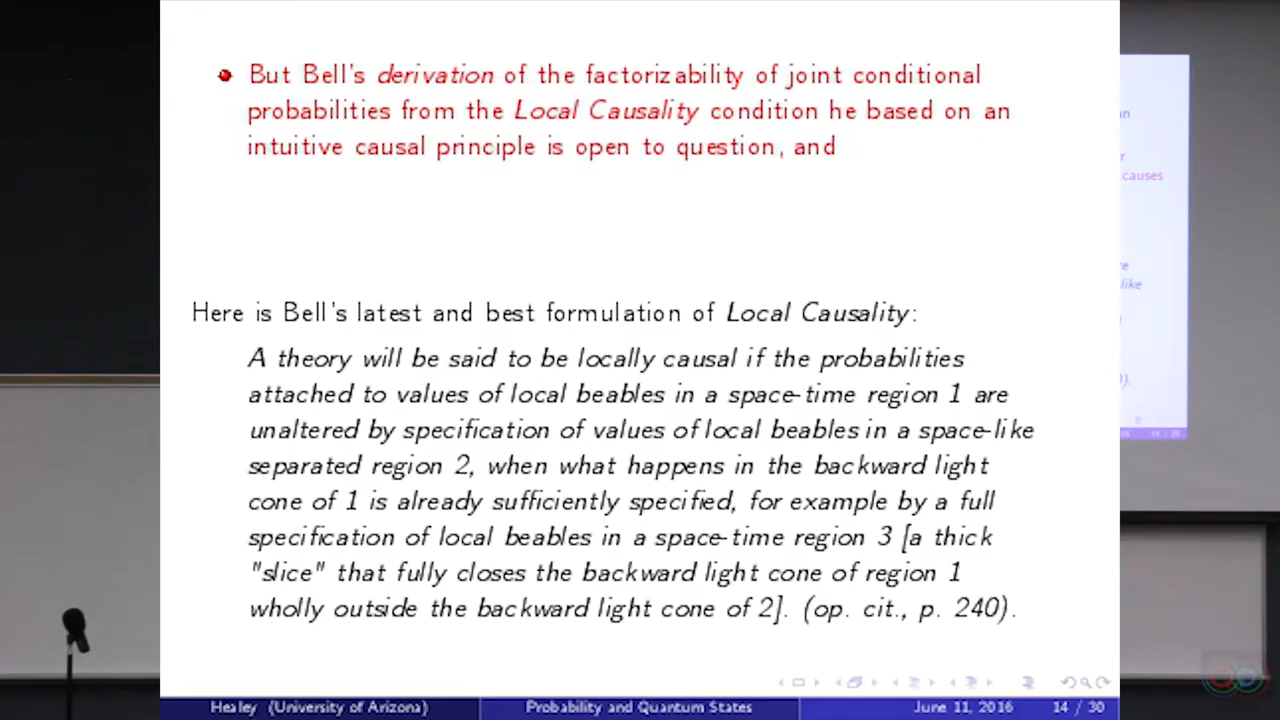 But Bell's derivation of the factorizability of joint conditional
probabilities from the Local Causality condition he based on an
intuitive causal principle is open to question, and
Here is Bell's latest and best formulation of Local Causality:
A theory will be said to be locally causal if the probabilities
attached to values of local beables in a space-time region 1 are
unaltered by specification of values of local beables in a space-like
separated region 2, when what happens in the backward light
cone of 1 is already sufficiently specified, for example by a full
specification of local beables in a space-time region 3 [a thick
"slice" that fully closes the backward light cone of region 1
wholly outside the backward light cone of 2]. (op. cit., p. 240).
Healey (University of Arizona)
Probability and Quantum States
June 11, 2016
14 / 30
causes